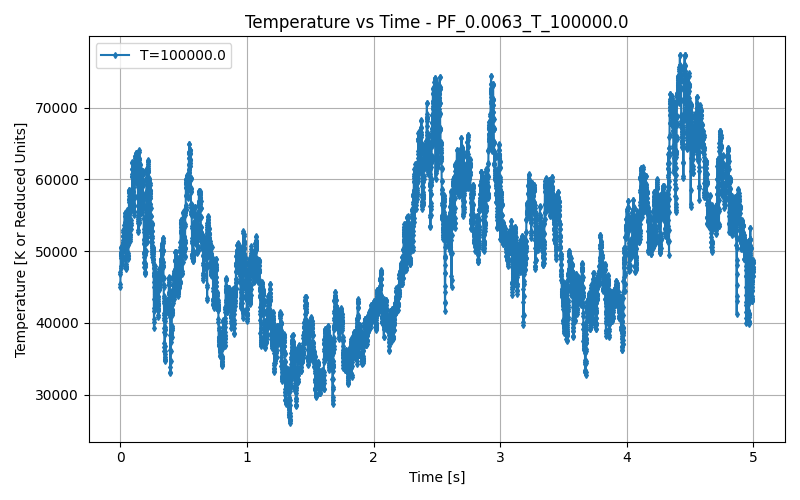 Temperature vs Time - PF_0.0063_T_100000.0
T=100000.0
70000
60000
50000
40000
30000
Temperature [K or Reduced Units]
0 1 2 3 4 5
Time [s]